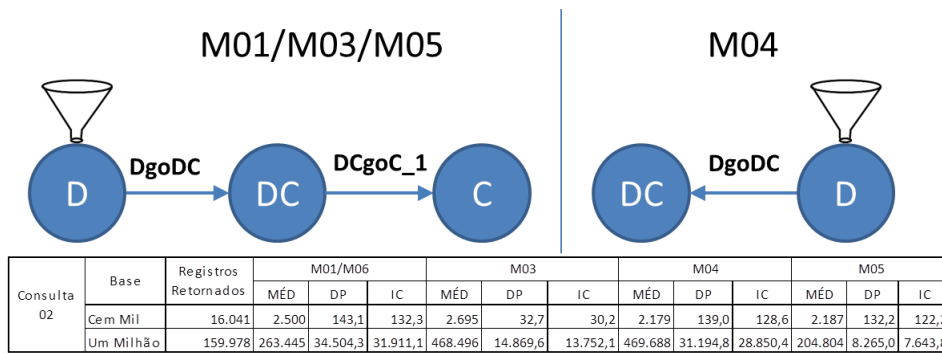 M01/M03/M05 M04
DgoDC DCgoC_1 DgoDC
D DC C DC D
Consulta 02 Base Registros Retornados M01/M06 M03 M04 M05
MÉD DP IC MÉD DP IC MÉD DP IC MÉD DP IC
Cem Mil 16.041 2.500 143,1 132,3 2.695 32,7 30,2 2.179 139,0 128,6 2.187 132,2
Um Milhão 159.978 263.445 34.504,3 31.911,1 468.496 14.869,6 13.752,1 469.688 31.194,8 28.850,4 204.804 8.265,0